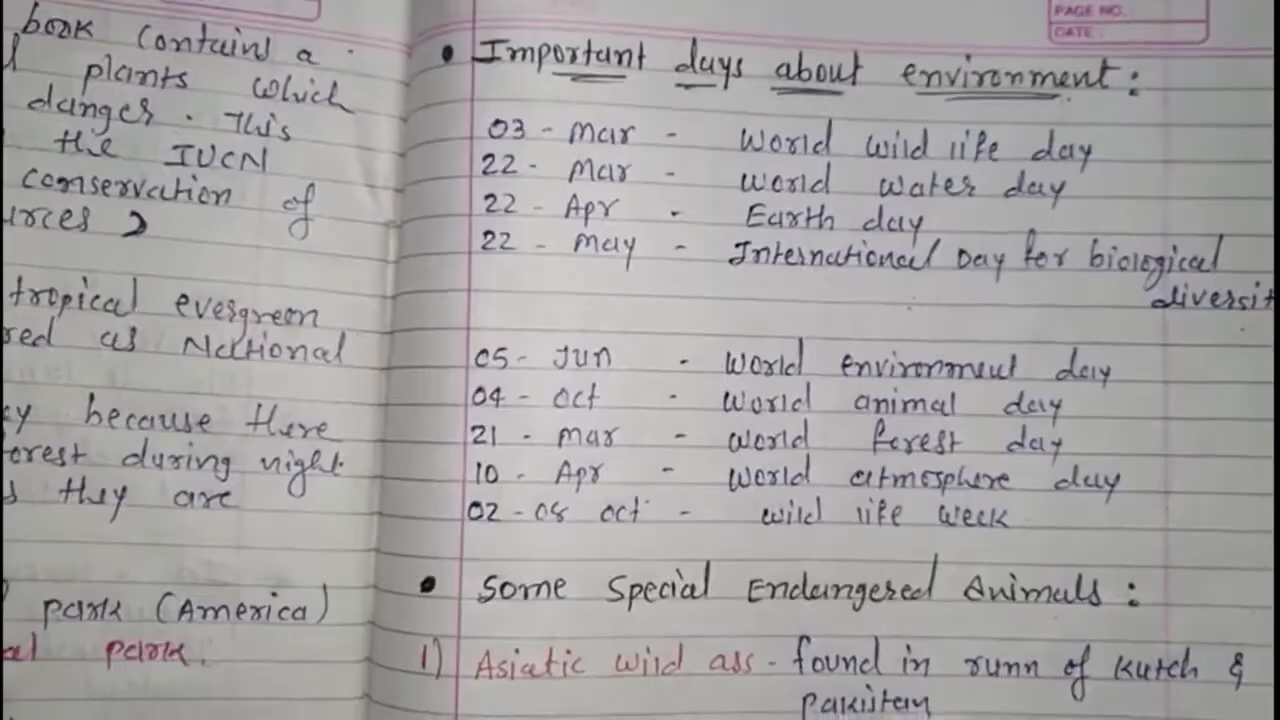 book contains a
plants which
danger. This
the IUCN
conservation of
urces )
tropical evergreen
red as National
because there
orest during night
they are
park (America)
al park.
PAGE NO.
DATE:
• Important days about environment :
03 - Mar - World wild life day
22 - Mar - World water day
22 - Apr - Earth day
22 - May - International Day for biological
diversit
05 - Jun - World environment day
04 - Oct - World animal day
21 - Mar - World forest day
10 - Apr - World atmosphere day
02 - 08 Oct - wild life week
• Some Special Endangered Animals :
1) Asiatic wild ass - found in runn of kutch &
Pakistan